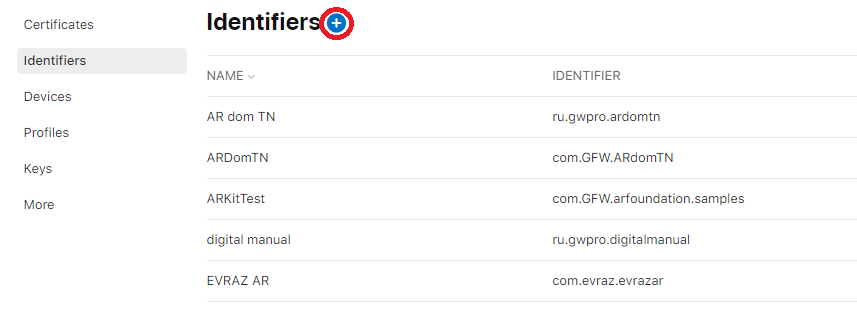 Certificates
Identifiers
Devices
Profiles
Keys
More
Identifiers +
NAME IDENTIFIER
AR dom TN ru.gwpro.ardomtn
ARDomTN com.GFW.ARdomTN
ARKitTest com.GFW.arfoundation.samples
digital manual ru.gwpro.digitalmanual
EVRAZ AR com.evraz.evrazar